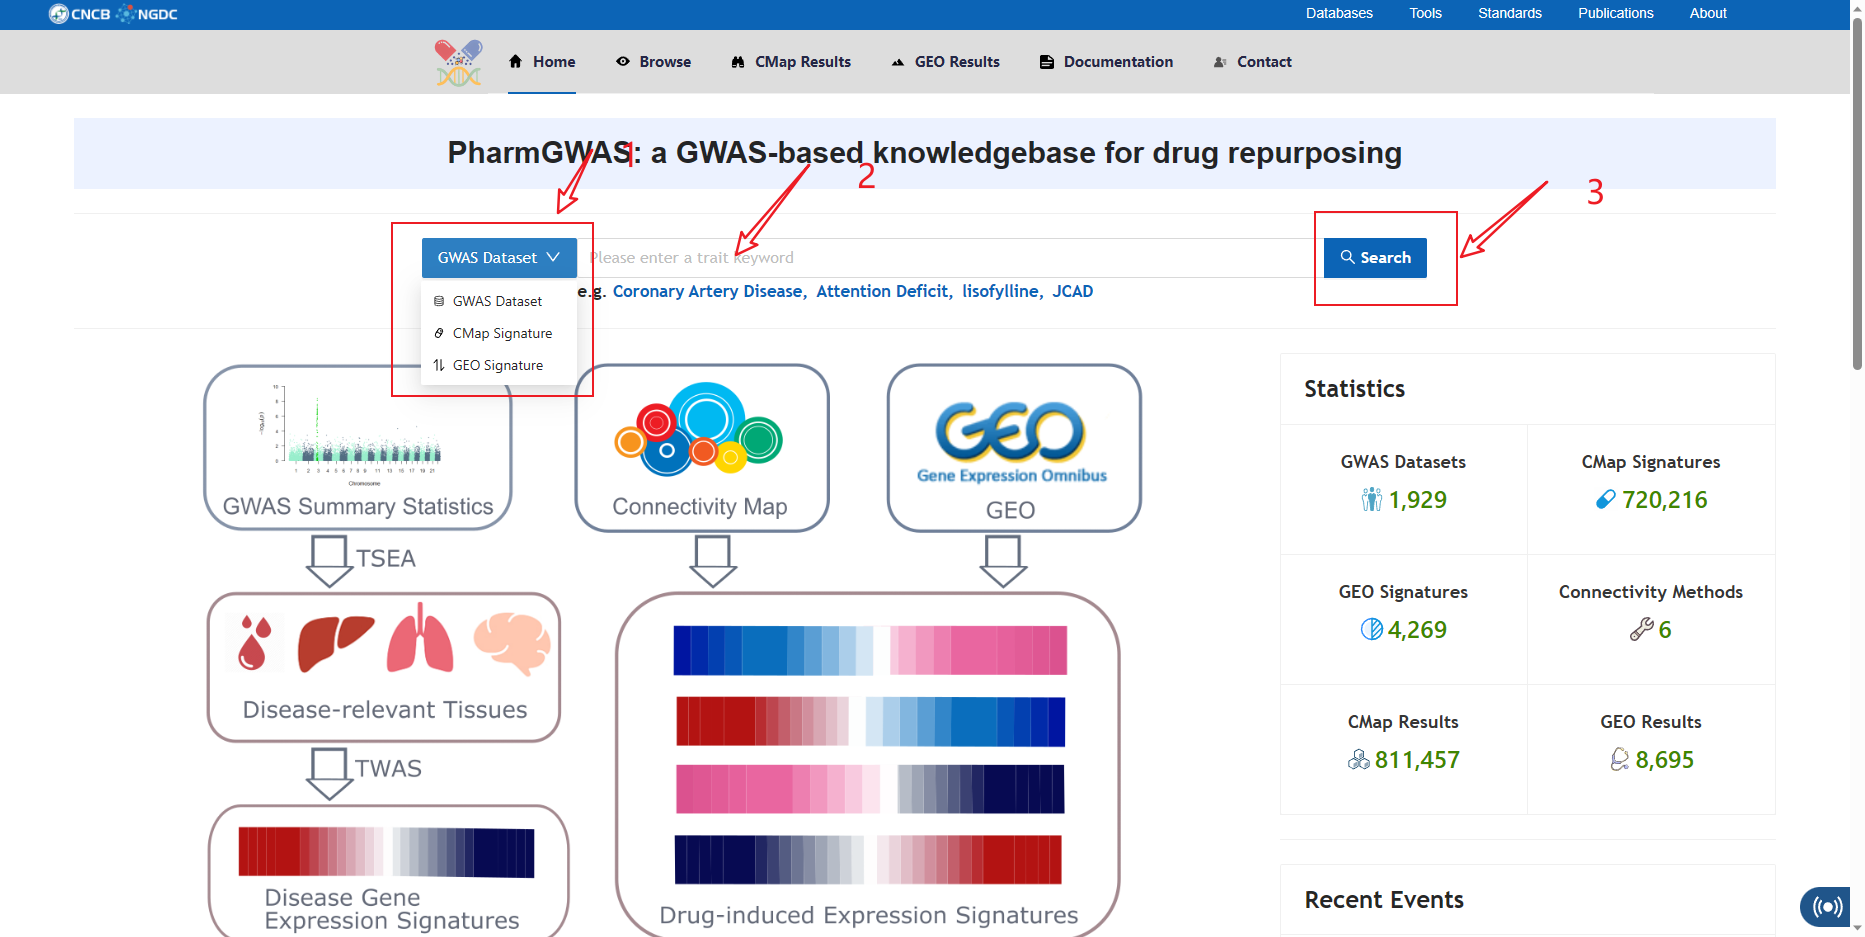 CNCB NGDC Databases Tools Standards Publications About
Home Browse CMap Results GEO Results Documentation Contact
PharmGWAS: a GWAS-based knowledgebase for drug repurposing
1
2
3
GWAS Dataset Please enter a trait keyword Search
e.g. Coronary Artery Disease, Attention Deficit, lisofylline, JCAD
GWAS Dataset
CMap Signature
GEO Signature
Chromosome
GWAS Summary Statistics
Connectivity Map
GEO
Gene Expression Omnibus
GEO
TSEA
Disease-relevant Tissues
TWAS
Disease Gene
Expression Signatures
Drug-induced Expression Signatures
Statistics
GWAS Datasets CMap Signatures
1,929 720,216
GEO Signatures Connectivity Methods
4,269 6
CMap Results GEO Results
811,457 8,695
Recent Events